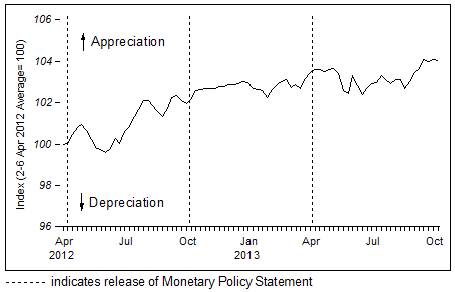 106
Appreciation
104
102
100
98
Depreciation
96
Index (2-6 Apr 2012 Average= 100)
Apr Jul Oct Jan Apr Jul Oct
2012 2013
indicates release of Monetary Policy Statement